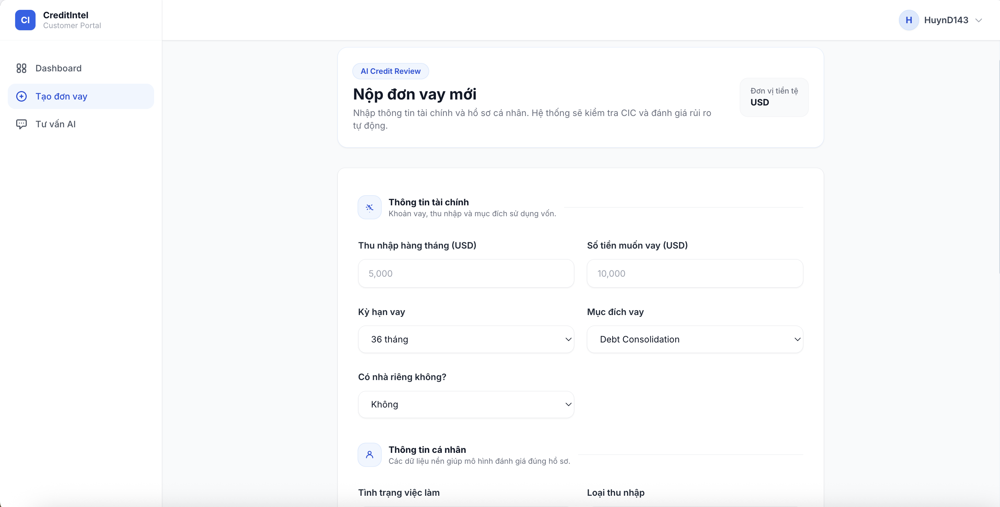 CI
CreditIntel
Customer Portal
H
HuynD143
Dashboard
Tạo đơn vay
Tư vấn AI
AI Credit Review
Nộp đơn vay mới
Nhập thông tin tài chính và hồ sơ cá nhân. Hệ thống sẽ kiểm tra CIC và đánh giá rủi ro
tự động.
Đơn vị tiền tệ
USD
Thông tin tài chính
Khoản vay, thu nhập và mục đích sử dụng vốn.
Thu nhập hàng tháng (USD)
Số tiền muốn vay (USD)
5,000
10,000
Kỳ hạn vay
Mục đích vay
36 tháng
Debt Consolidation
Có nhà riêng không?
Không
Thông tin cá nhân
Các dữ liệu nền giúp mô hình đánh giá đúng hồ sơ.
Tình trạng việc làm
Loại thu nhập